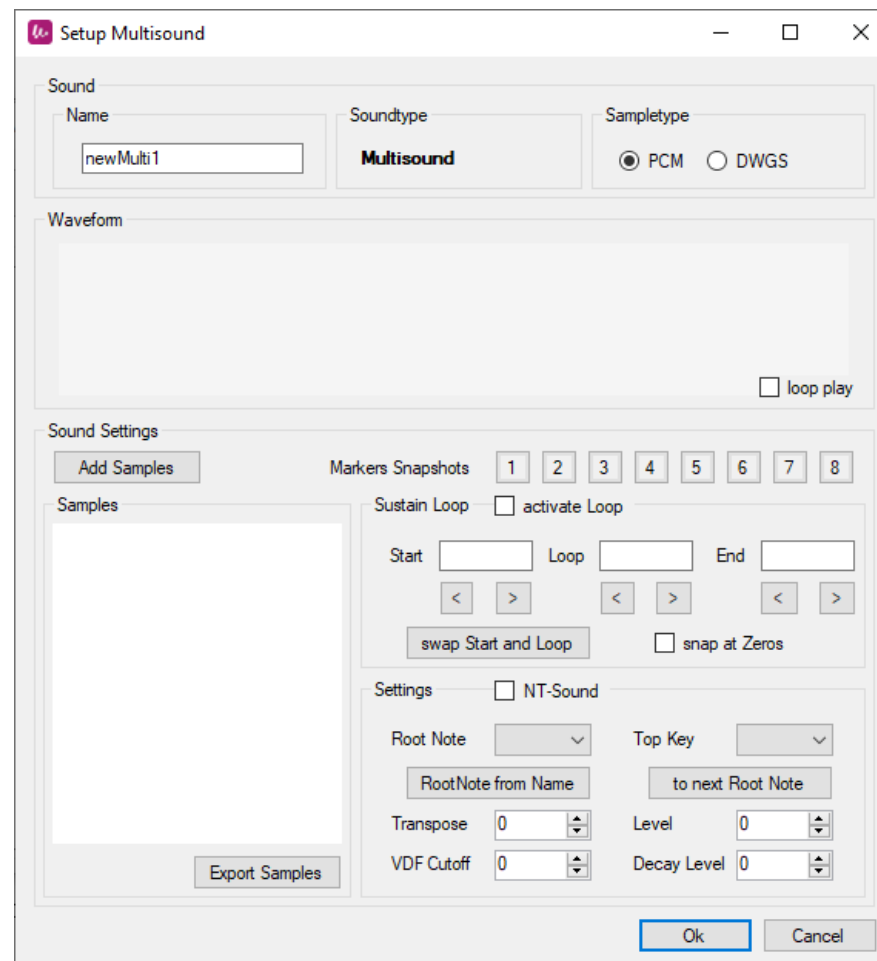 Setup Multisound
Sound
Name
Soundtype
Sampletype
newMulti1
Multisound
PCM
DWGS
Waveform
loop play
Sound Settings
Add Samples
Markers Snapshots
1 2 3 4 5 6 7 8
Samples
Sustain Loop
activate Loop
Start
Loop
End
< > < > < >
swap Start and Loop
snap at Zeros
Settings
NT-Sound
Root Note
Top Key
RootNote from Name
to next Root Note
Transpose 0
Level 0
VDF Cutoff 0
Decay Level 0
Export Samples
Ok
Cancel